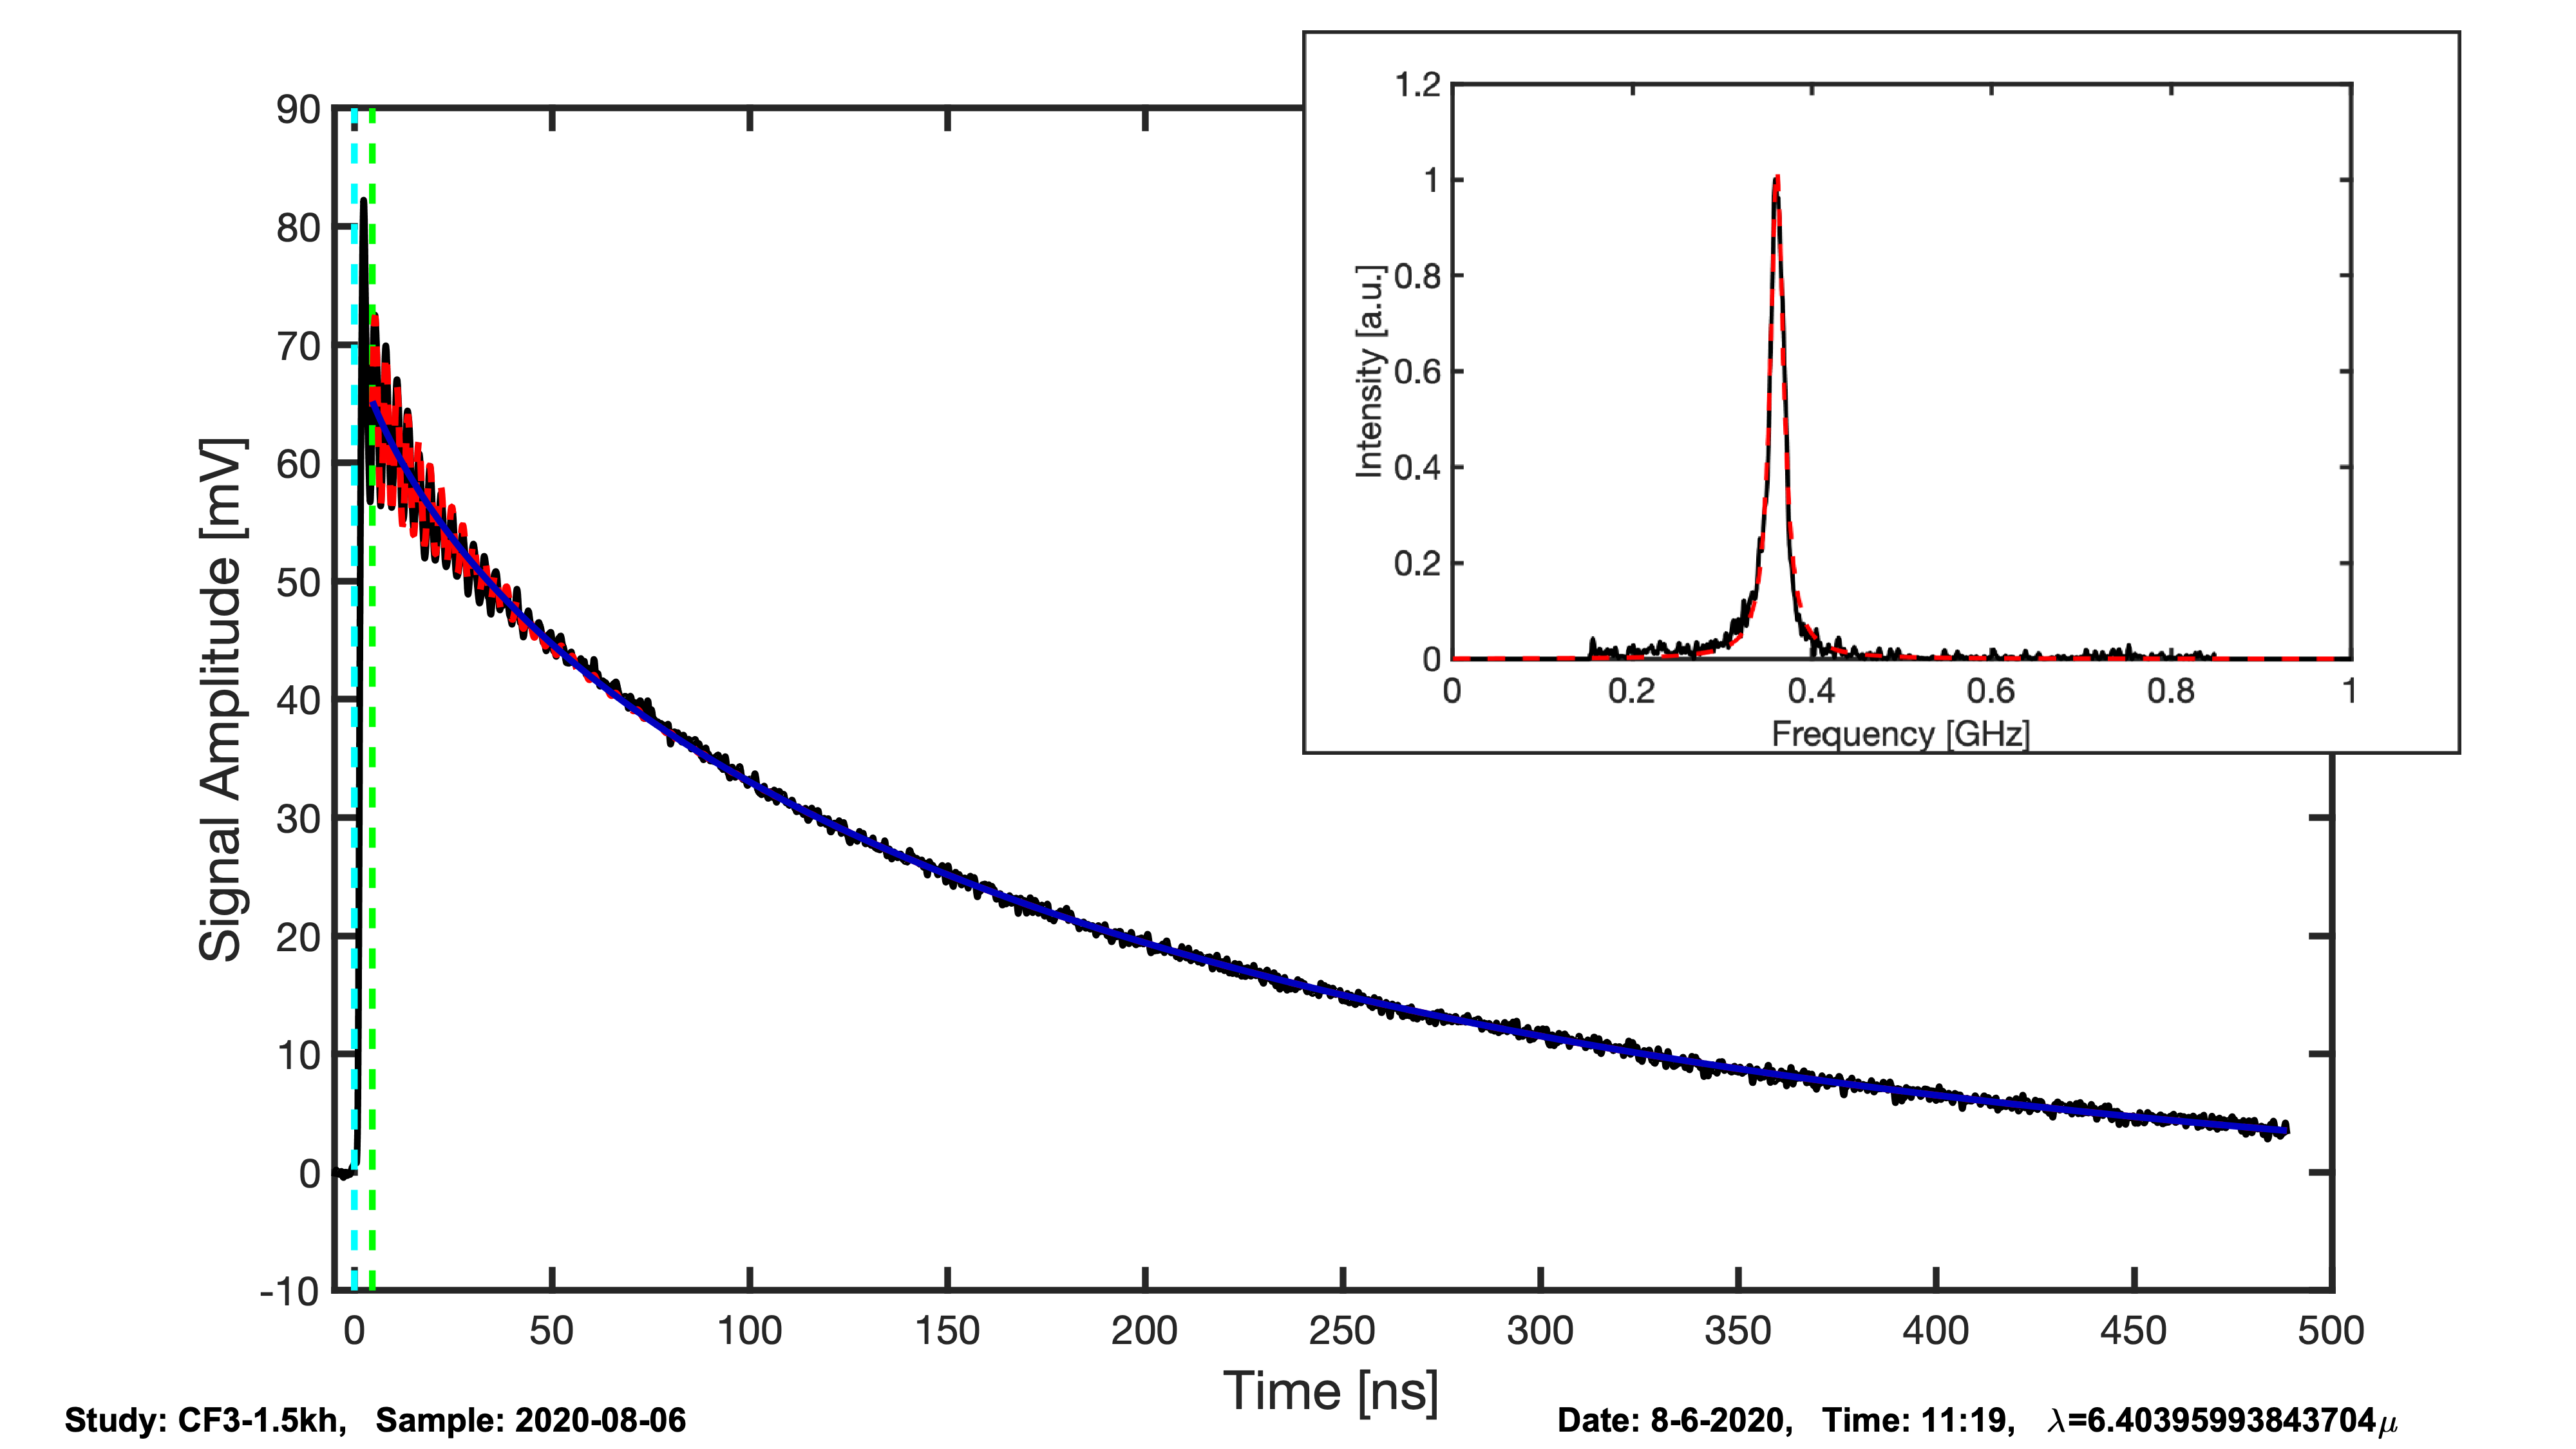 1.2
1
0.8
0.6
0.4
0.2
0
Intensity [a.u.]
0 0.2 0.4 0.6 0.8 1
Frequency [GHz]
90
80
70
60
50
40
30
20
10
0
-10
Signal Amplitude [mV]
0 50 100 150 200 250 300 350 400 450 500
Time [ns]
Study: CF3-1.5kh, Sample: 2020-08-06
Date: 8-6-2020, Time: 11:19, λ=6.40395993843704μ